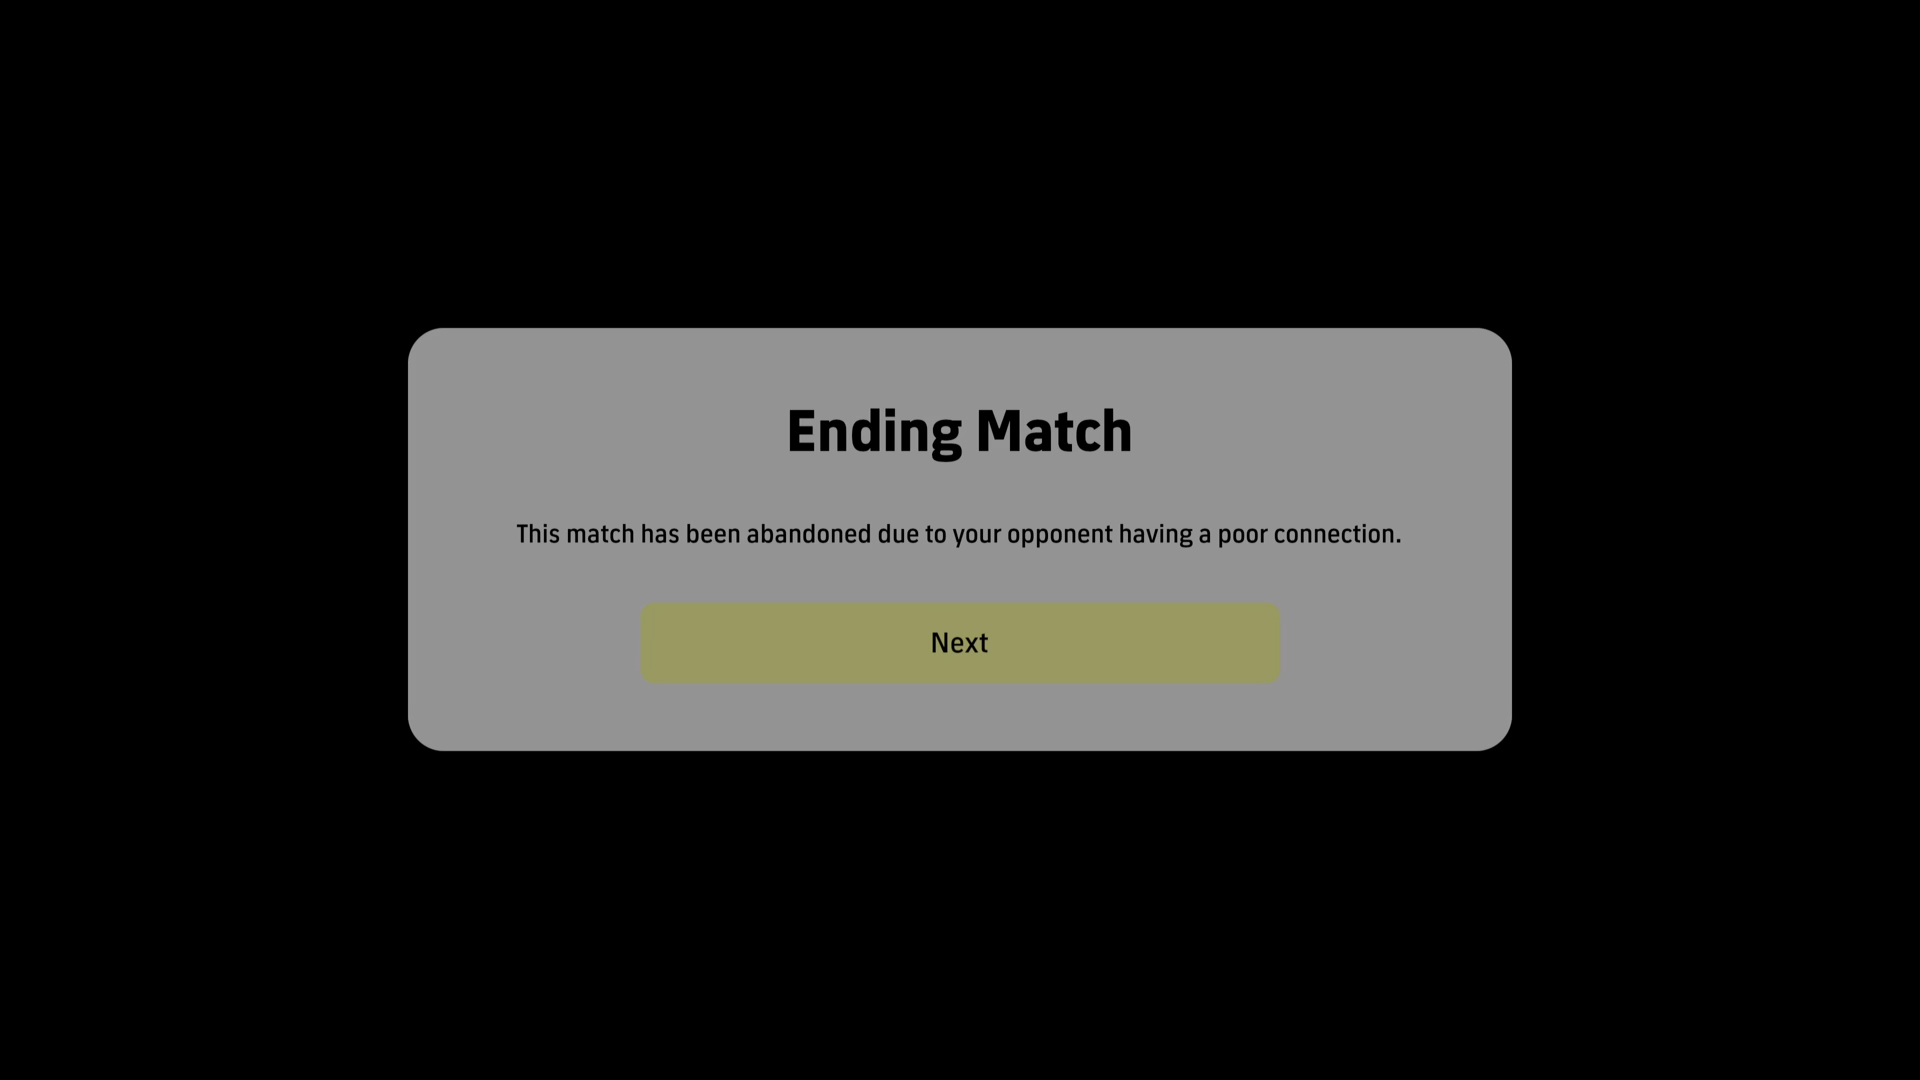 Ending Match
This match has been abandoned due to your opponent having a poor connection.
Next